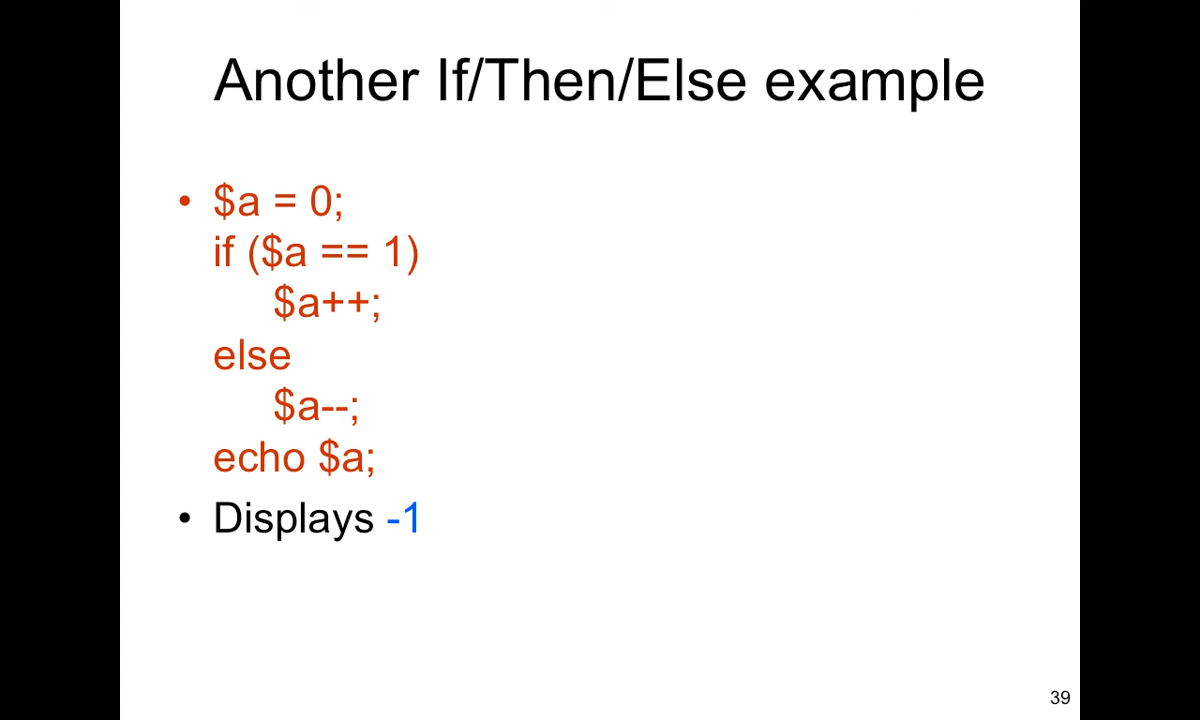 Another If/Then/Else example
• $a = 0;
if ($a == 1)
$a++;
else
$a--;
echo $a;
• Displays -1
39